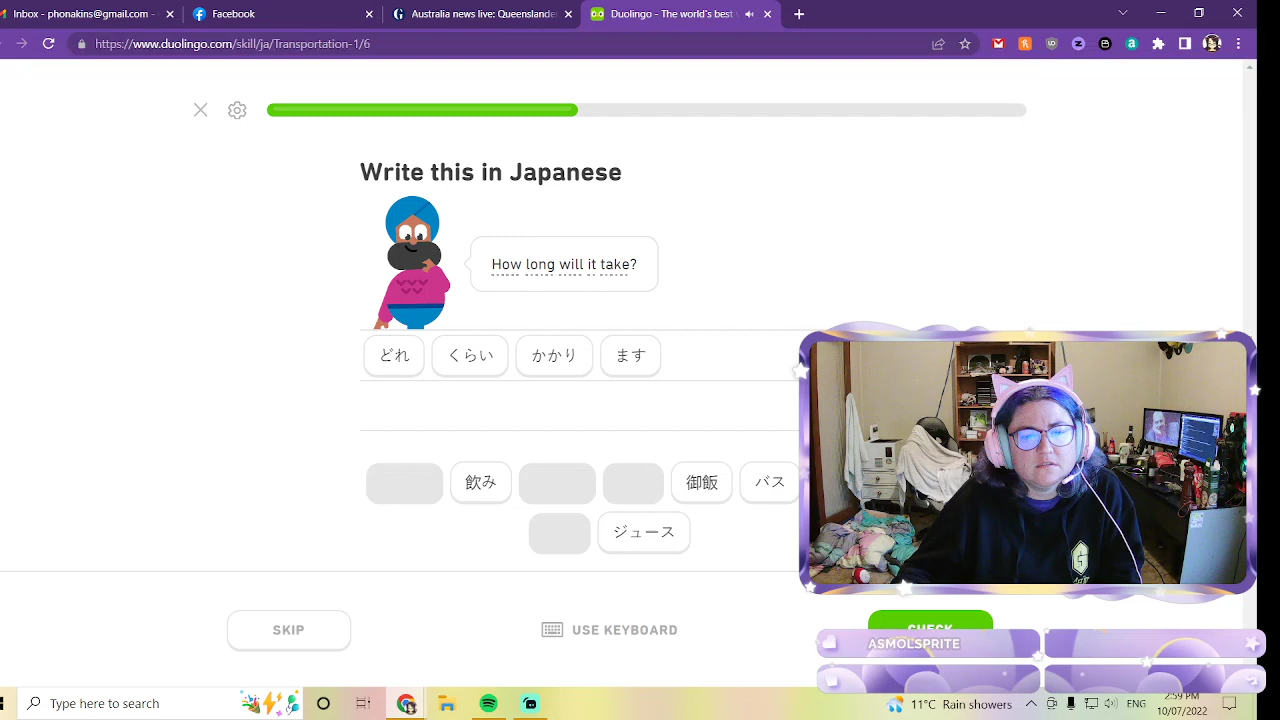 Inbox - phonakins@gmail.com -
Facebook
Australia news live: Queenslander
Duolingo - The world's best
https://www.duolingo.com/skill/ja/Transportation-1/6
Write this in Japanese
How long will it take?
どれ くらい かかり ます
飲み 御飯 バス
ジュース
SKIP
USE KEYBOARD
CHECK
ASMOLSPRITE
Type here to search
11°C Rain showers
ENG
2:59 PM
10/07/2022